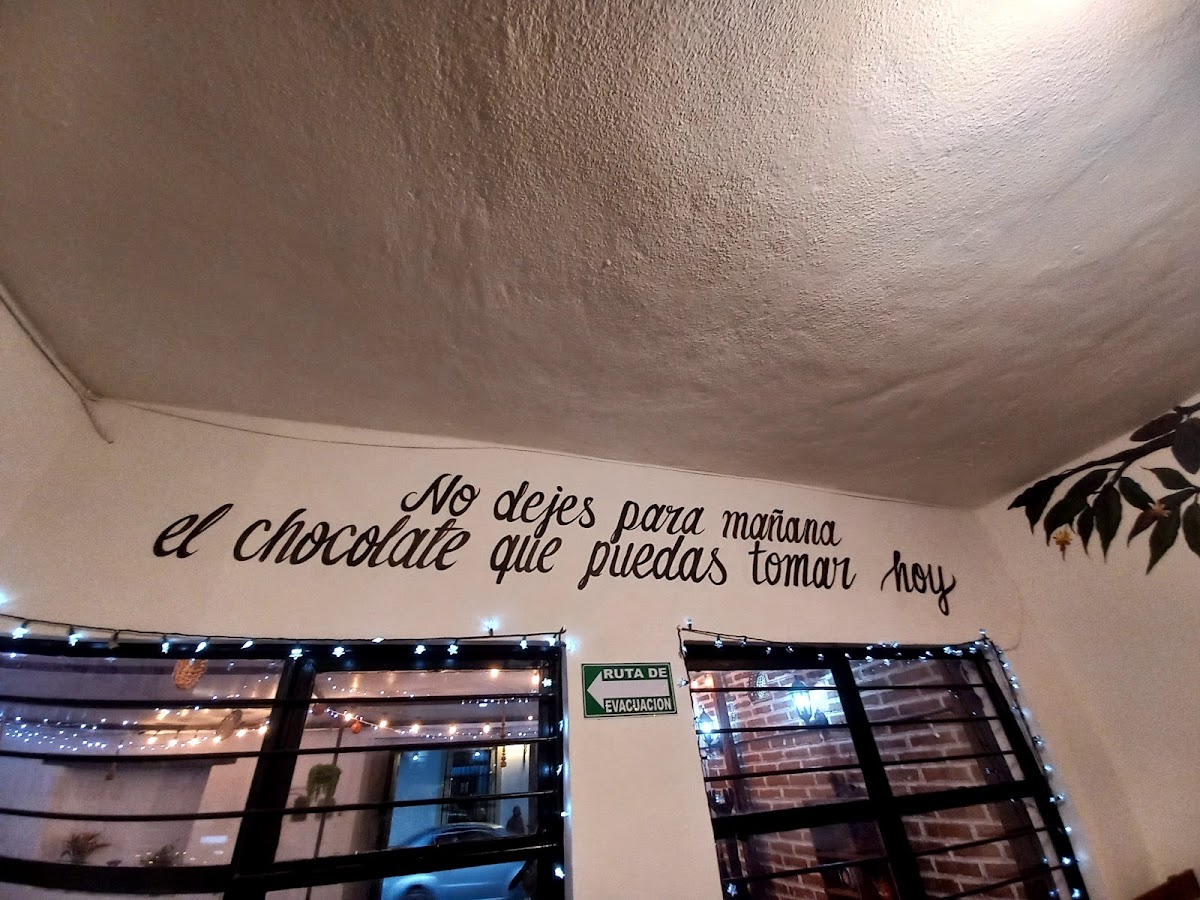 No dejes para mañana
el chocolate que puedas tomar hoy
RUTA DE
EVACUACION